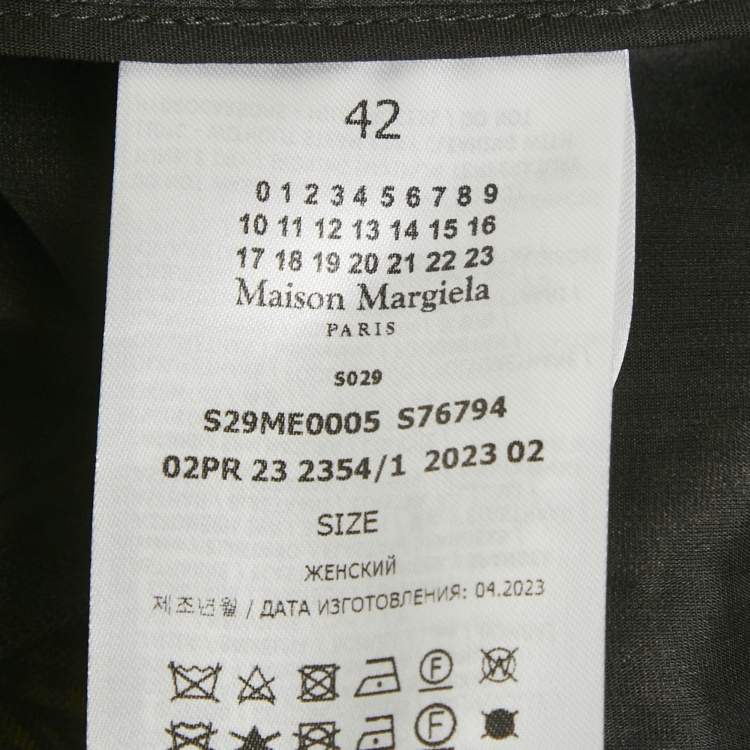 42
0 1 2 3 4 5 6 7 8 9
10 11 12 13 14 15 16
17 18 19 20 21 22 23
Maison Margiela
PARIS
S029
S29ME0005 S76794
02PR 23 2354/1 2023 02
SIZE
ЖЕНСКИЙ
제조년월 / ДАТА ИЗГОТОВЛЕНИЯ: 04.2023
F W
F